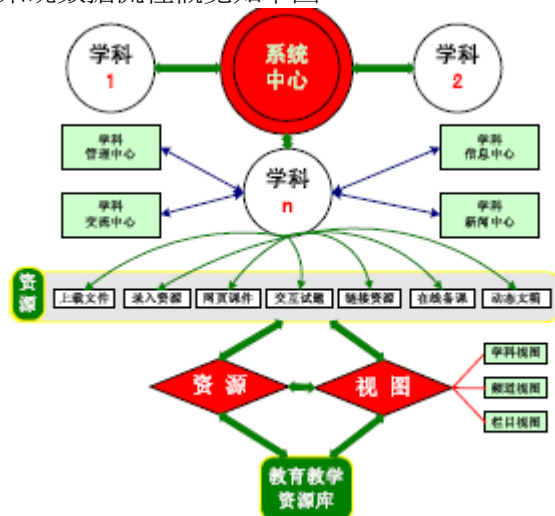 学科
1
系统
中心
学科
2
学科
管理中心
学科
信息中心
学科
n
学科
交流中心
学科
新闻中心
资
源
上载文件
录入资源
网页课件
交互试题
链接资源
在线备课
动态文稿
学科视图
资 源
视 图
频道视图
栏目视图
教育教学
资源库